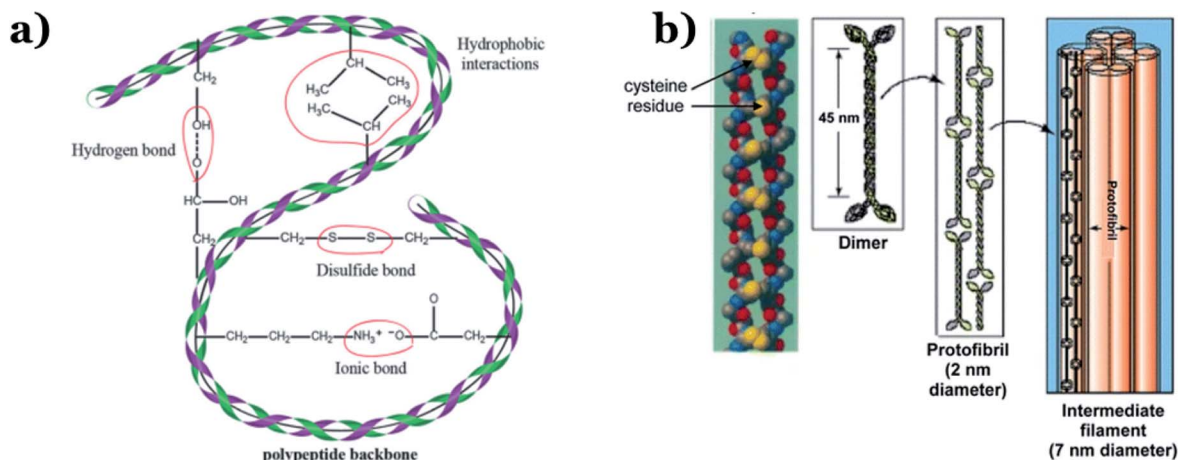 a)
Hydrophobic
interactions
CH
CH₃
H₃C
CH₃
H₃C
CH
CH₂
OH
O
Hydrogen bond
HC
OH
CH₂
CH₂
S
S
CH₂
Disulfide bond
O
CH₂
CH₂
CH₂
NH₃⁺
⁻O
C
CH₂
Ionic bond
polypeptide backbone
b)
cysteine
residue
45 nm
Dimer
Protofibril
(2 nm
diameter)
Protofibril
Intermediate
filament
(7 nm diameter)